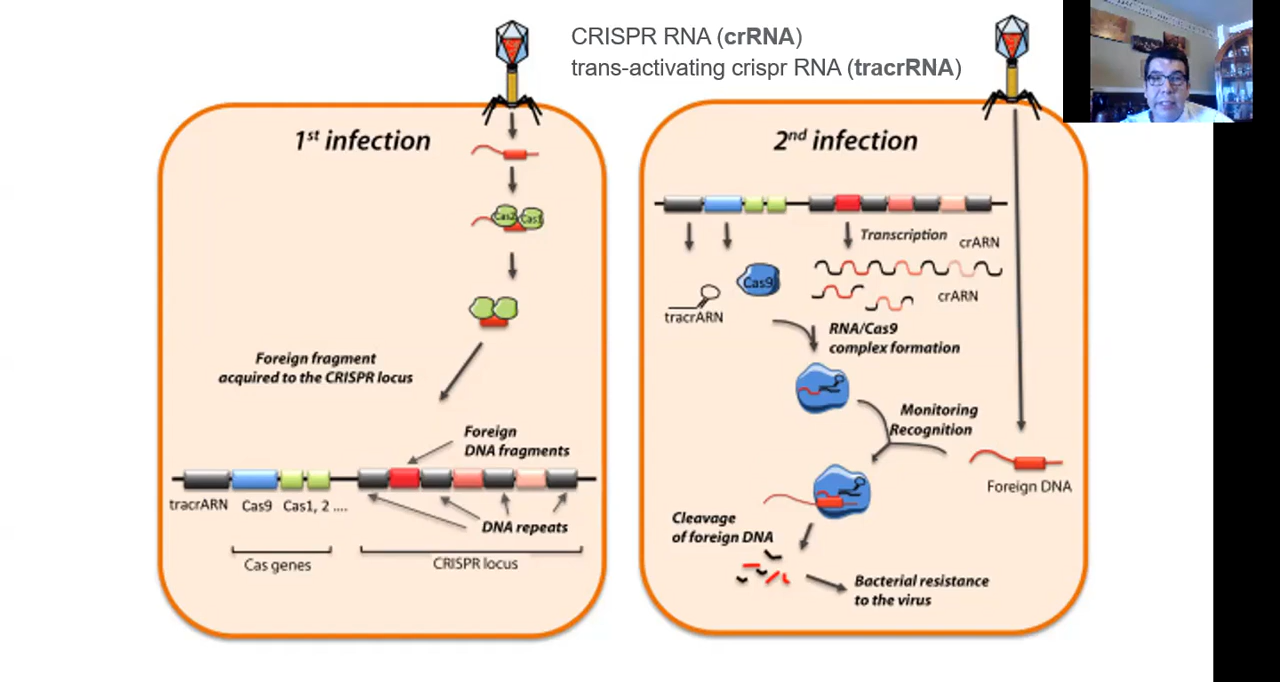 CRISPR RNA (crRNA)
trans-activating crispr RNA (tracrRNA)
1st infection
Cas2 Cas1
Foreign fragment
acquired to the CRISPR locus
Foreign
DNA fragments
tracrARN Cas9 Cas1, 2 ....
DNA repeats
Cas genes
CRISPR locus
2nd infection
Transcription
crARN
Cas9
crARN
tracrARN
RNA/Cas9
complex formation
Monitoring
Recognition
Foreign DNA
Cleavage
of foreign DNA
Bacterial resistance
to the virus